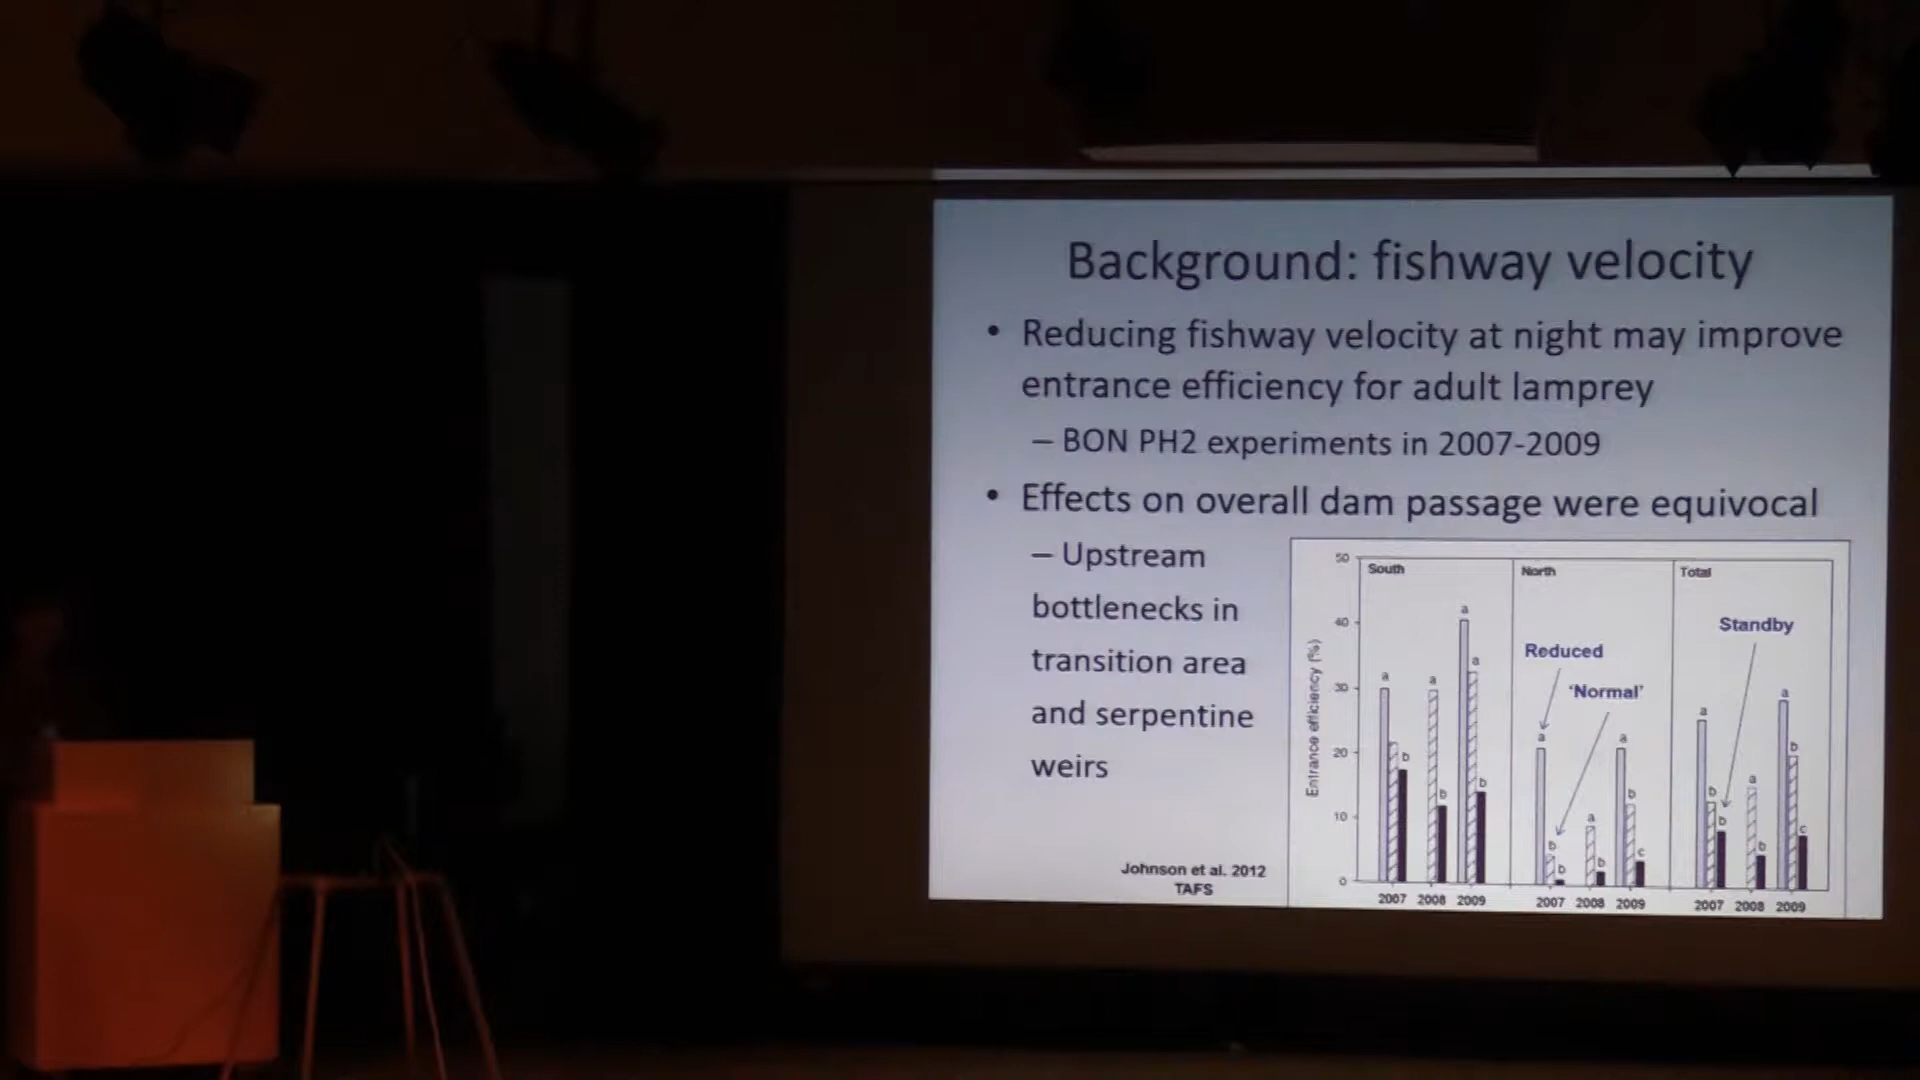 Background: fishway velocity
• Reducing fishway velocity at night may improve
entrance efficiency for adult lamprey
– BON PH2 experiments in 2007-2009
• Effects on overall dam passage were equivocal
– Upstream
bottlenecks in
transition area
and serpentine
weirs
Johnson et al. 2012
TAFS
Entrance efficiency (%)
50
40
30
20
10
0
South
a
b
a
b
a
a
b
2007 2008 2009
North
Reduced
'Normal'
a
b
b
a
b
a
b
c
2007 2008 2009
Total
Standby
a
b
b
a
b
a
b
c
2007 2008 2009